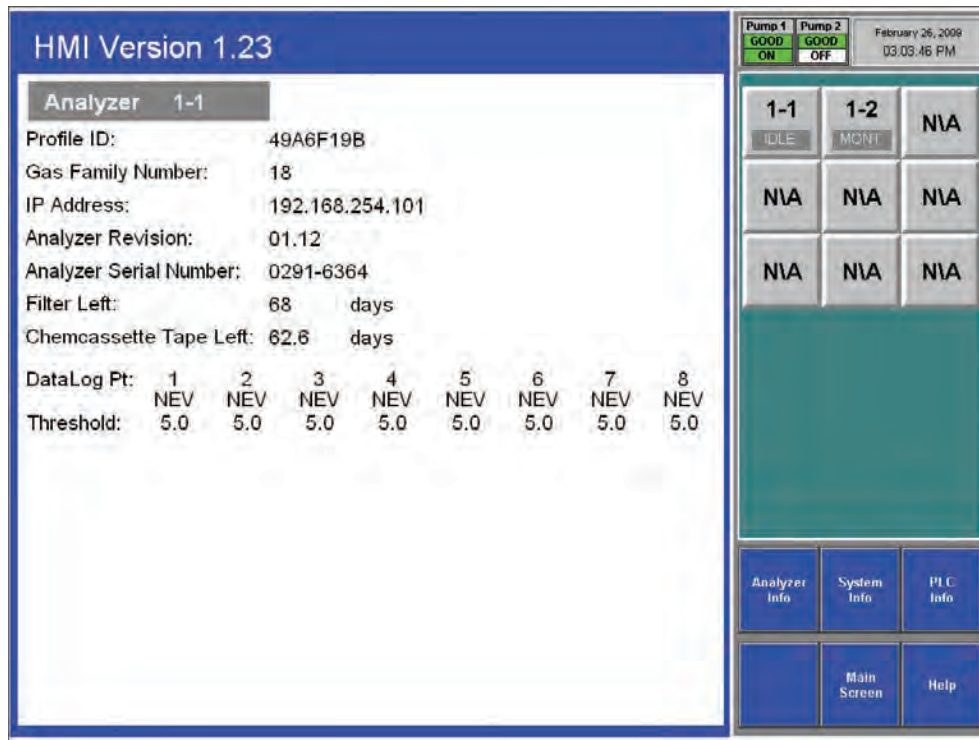 HMI Version 1.23
Analyzer 1-1
Profile ID: 49A6F19B
Gas Family Number: 18
IP Address: 192.168.254.101
Analyzer Revision: 01.12
Analyzer Serial Number: 0291-6364
Filter Left: 68 days
Chemcassette Tape Left: 62.6 days
DataLog Pt: 1 2 3 4 5 6 7 8
NEV NEV NEV NEV NEV NEV NEV NEV
Threshold: 5.0 5.0 5.0 5.0 5.0 5.0 5.0 5.0
Pump 1 Pump 2
GOOD GOOD
ON OFF
February 26, 2009
03:03:46 PM
1-1 1-2 N\A
IDLE MONT
N\A N\A N\A
N\A N\A N\A
Analyzer Info
System Info
PLC Info
Main Screen
Help